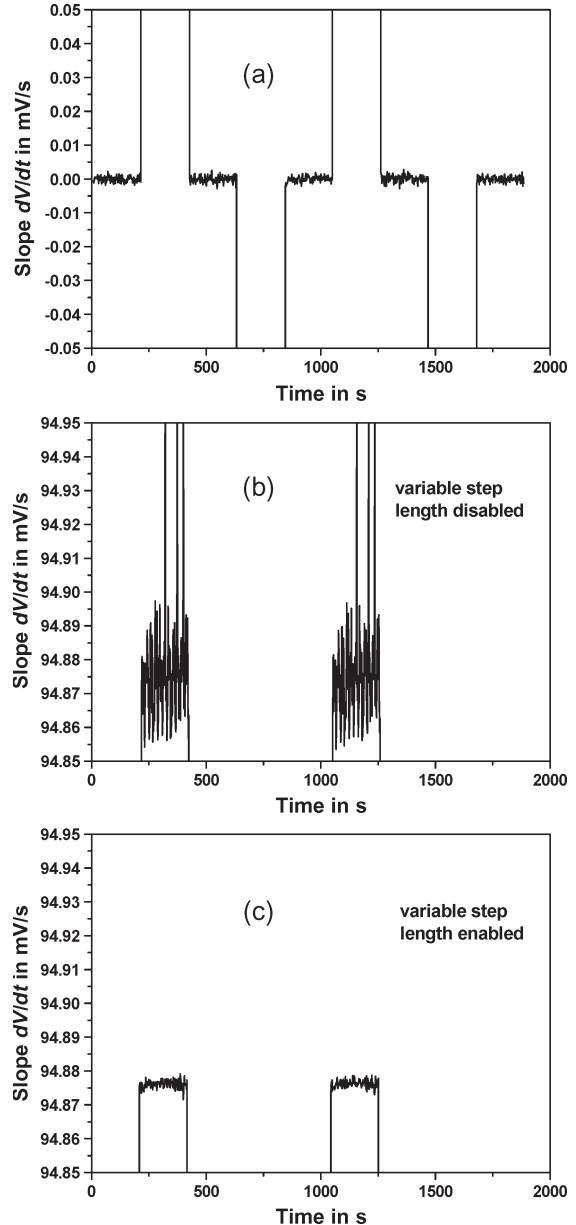 0.05
0.04
0.03
0.02
0.01
0.00
-0.01
-0.02
-0.03
-0.04
-0.05
Slope dV/dt in mV/s
(a)
0 500 1000 1500 2000
Time in s
94.95
94.94
94.93
94.92
94.91
94.90
94.89
94.88
94.87
94.86
94.85
Slope dV/dt in mV/s
(b)
variable step
length disabled
0 500 1000 1500 2000
Time in s
94.95
94.94
94.93
94.92
94.91
94.90
94.89
94.88
94.87
94.86
94.85
Slope dV/dt in mV/s
(c)
variable step
length enabled
0 500 1000 1500 2000
Time in s